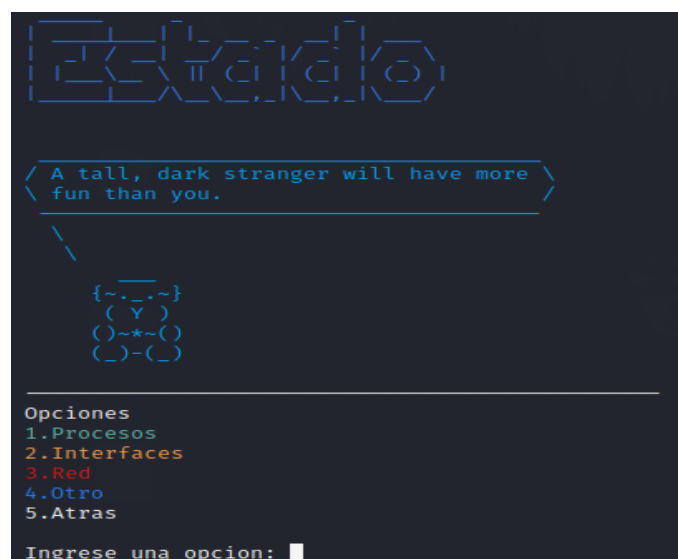 Estado
A tall, dark stranger will have more
fun than you.
Opciones
1.Procesos
2.Interfaces
3.Red
4.Otro
5.Atras
Ingrese una opcion: